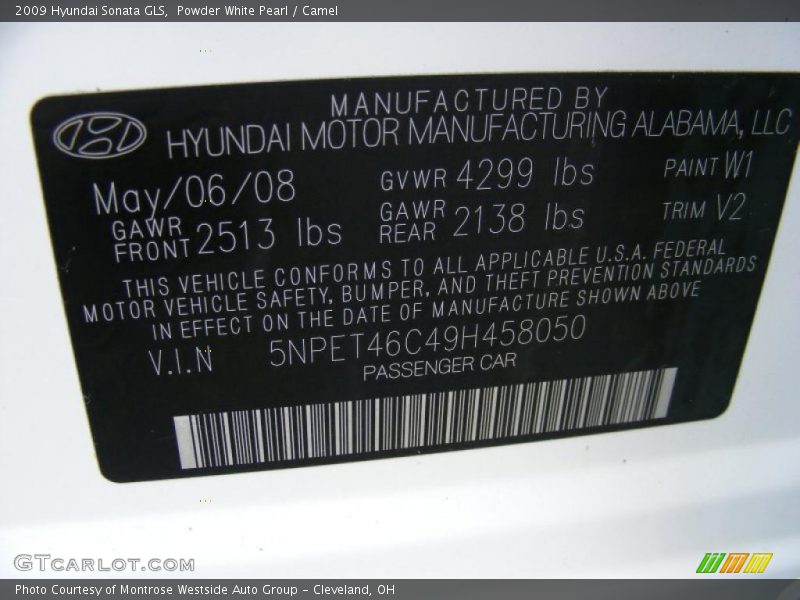 2009 Hyundai Sonata GLS,  Powder White Pearl / Camel
MANUFACTURED BY
HYUNDAI MOTOR MANUFACTURING ALABAMA, LLC
May/06/08 GVWR 4299 lbs PAINT W1
GAWR FRONT 2513 lbs GAWR REAR 2138 lbs TRIM V2
THIS VEHICLE CONFORMS TO ALL APPLICABLE U.S.A. FEDERAL
MOTOR VEHICLE SAFETY, BUMPER, AND THEFT PREVENTION STANDARDS
IN EFFECT ON THE DATE OF MANUFACTURE SHOWN ABOVE
V.I.N 5NPET46C49H458050
PASSENGER CAR
GTCARLOT.COM
Photo Courtesy of Montrose Westside Auto Group - Cleveland, OH